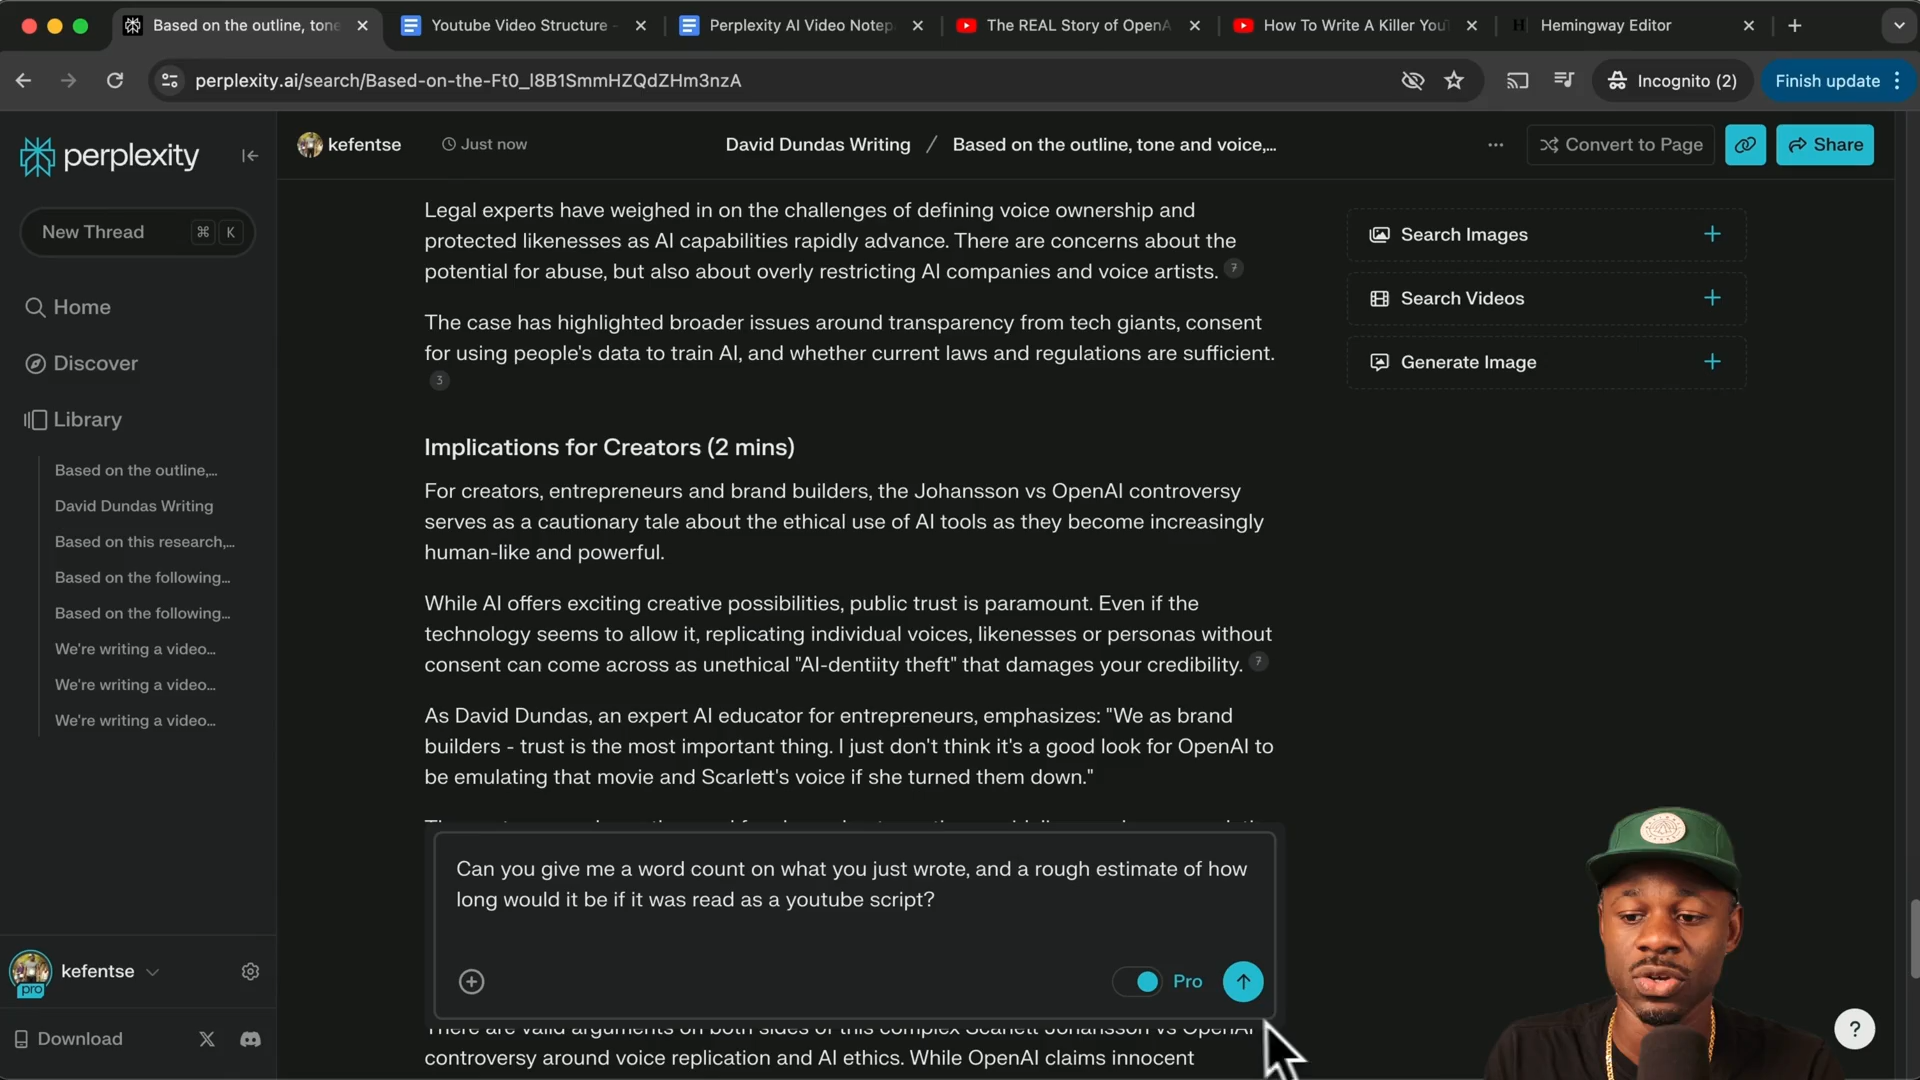 Based on the outline, tone
Youtube Video Structure -
Perplexity AI Video Notep
The REAL Story of OpenA
How To Write A Killer You
Hemingway Editor
perplexity.ai/search/Based-on-the-Ft0_l8B1SmmHZQdZHm3nzA
Incognito (2)
Finish update
perplexity
kefentse
Just now
David Dundas Writing / Based on the outline, tone and voice,...
Convert to Page
Share
New Thread
⌘ K
Home
Discover
Library
Based on the outline,...
David Dundas Writing
Based on this research,...
Based on the following...
Based on the following...
We're writing a video...
We're writing a video...
We're writing a video...
kefentse
pro
Download
Legal experts have weighed in on the challenges of defining voice ownership and
protected likenesses as AI capabilities rapidly advance. There are concerns about the
potential for abuse, but also about overly restricting AI companies and voice artists. 7
The case has highlighted broader issues around transparency from tech giants, consent
for using people's data to train AI, and whether current laws and regulations are sufficient.
3
Implications for Creators (2 mins)
For creators, entrepreneurs and brand builders, the Johansson vs OpenAI controversy
serves as a cautionary tale about the ethical use of AI tools as they become increasingly
human-like and powerful.
While AI offers exciting creative possibilities, public trust is paramount. Even if the
technology seems to allow it, replicating individual voices, likenesses or personas without
consent can come across as unethical "AI-dentiity theft" that damages your credibility. 7
As David Dundas, an expert AI educator for entrepreneurs, emphasizes: "We as brand
builders - trust is the most important thing. I just don't think it's a good look for OpenAI to
be emulating that movie and Scarlett's voice if she turned them down."
Can you give me a word count on what you just wrote, and a rough estimate of how
long would it be if it was read as a youtube script?
Pro
There are valid arguments on both sides of this complex Scarlett Johansson vs OpenAI
controversy around voice replication and AI ethics. While OpenAI claims innocent
Search Images
Search Videos
Generate Image
?